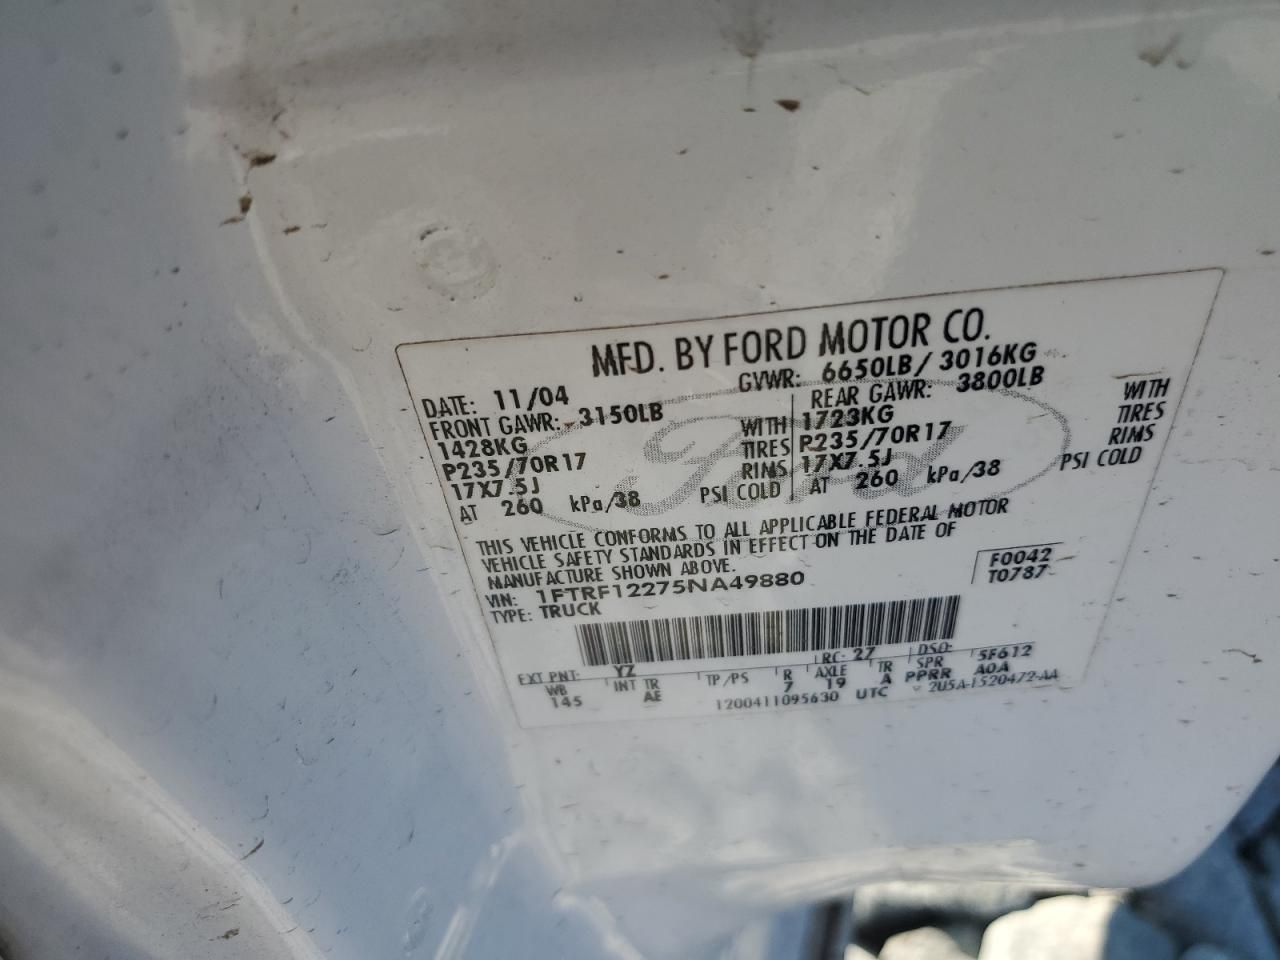 MFD. BY FORD MOTOR CO.
DATE: 11/04 GVWR: 6650LB/ 3016KG
FRONT GAWR: 3150LB REAR GAWR: 3800LB
1428KG WITH 1723KG WITH
P235/70R17 TIRES P235/70R17 TIRES
17X7.5J RIMS 17X7.5J RIMS
AT 260 kPa/38 PSI COLD AT 260 kPa/38 PSI COLD
Ford
THIS VEHICLE CONFORMS TO ALL APPLICABLE FEDERAL MOTOR
VEHICLE SAFETY STANDARDS IN EFFECT ON THE DATE OF
MANUFACTURE SHOWN ABOVE.
VIN: 1FTRF12275NA49880 F0042
TYPE: TRUCK T0787
EXT PNT: YZ RC: 27 DSO: 5F612
WB INT TR TP/PS R AXLE TR SPR
145 AE 7 19 A PPRR A0A
1200411095630 UTC 2U5A-1520472-AA